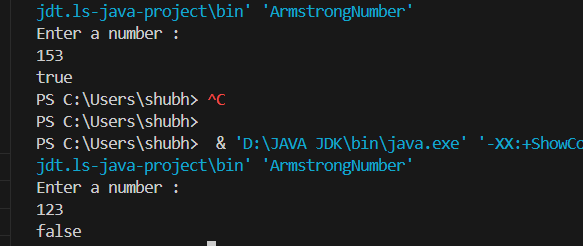 jdt.ls-java-project\bin' 'ArmstrongNumber'
Enter a number :
153
true
PS C:\Users\shubh> ^C
PS C:\Users\shubh>
PS C:\Users\shubh>  & 'D:\JAVA JDK\bin\java.exe' '-XX:+ShowCo
jdt.ls-java-project\bin' 'ArmstrongNumber'
Enter a number :
123
false